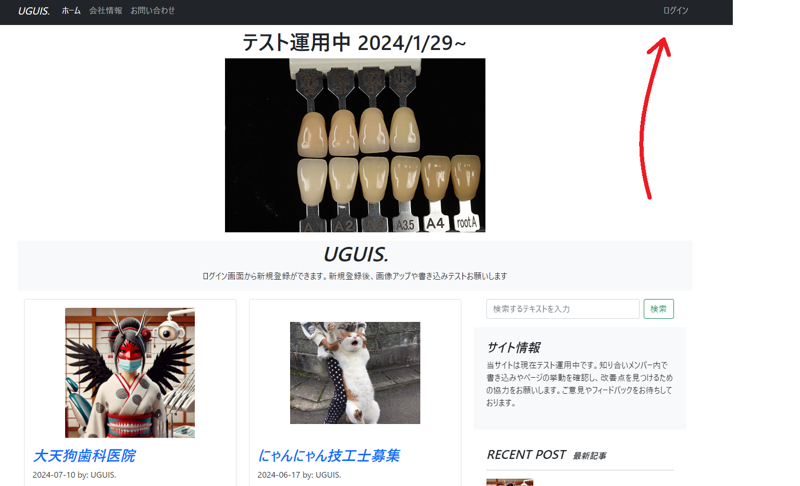 UGUIS. ホーム 会社情報 お問い合わせ ログイン
テスト運用中 2024/1/29~
A A2 A3.5 A4 root A
UGUIS.
ログイン画面から新規登録ができます。新規登録後、画像アップや書き込みテストお願いします
検索するテキストを入力 検索
サイト情報
当サイトは現在テスト運用中です。知り合いメンバー内で
書き込みやページの挙動を確認し、改善点を見つけるため
の協力をお願いします。ご意見やフィードバックをお待ちして
おります。
大天狗歯科医院
2024-07-10 by: UGUIS.
にゃんにゃん技工士募集
2024-06-17 by: UGUIS.
RECENT POST 最新記事